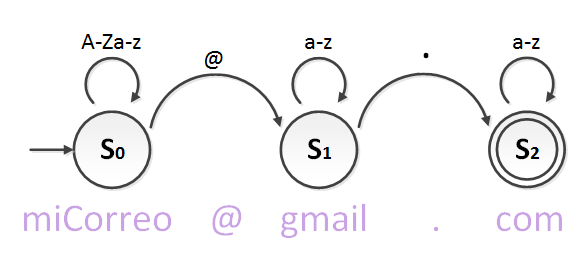 A-Za-z @ a-z . a-z
S0 S1 S2
miCorreo @ gmail . com